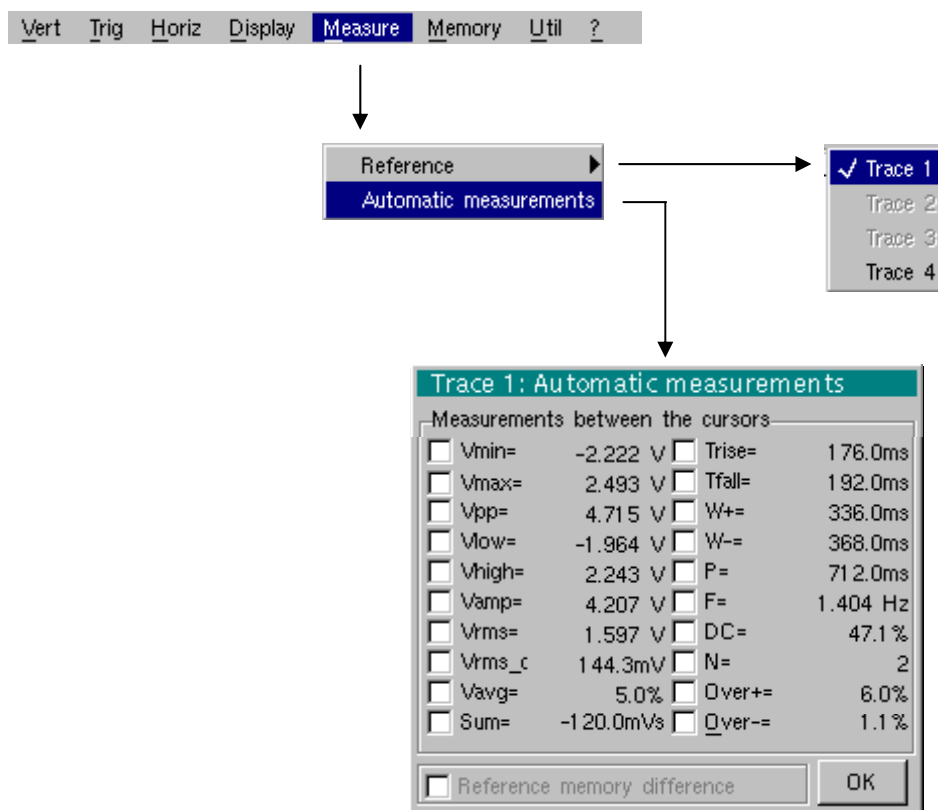 Vert Trig Horiz Display Measure Memory Util ?
Reference
Automatic measurements
Trace 1
Trace 2
Trace 3
Trace 4
Trace 1: Automatic measurements
Measurements between the cursors
Vmin= -2.222 V Trise= 176.0ms
Vmax= 2.493 V Tfall= 192.0ms
Vpp= 4.715 V W+= 336.0ms
Vlow= -1.964 V W-= 368.0ms
Vhigh= 2.243 V P= 712.0ms
Vamp= 4.207 V F= 1.404 Hz
Vrms= 1.597 V DC= 47.1%
Vrms_c 144.3mV N= 2
Vavg= 5.0% Over+= 6.0%
Sum= -120.0mVs Over-= 1.1%
Reference memory difference OK